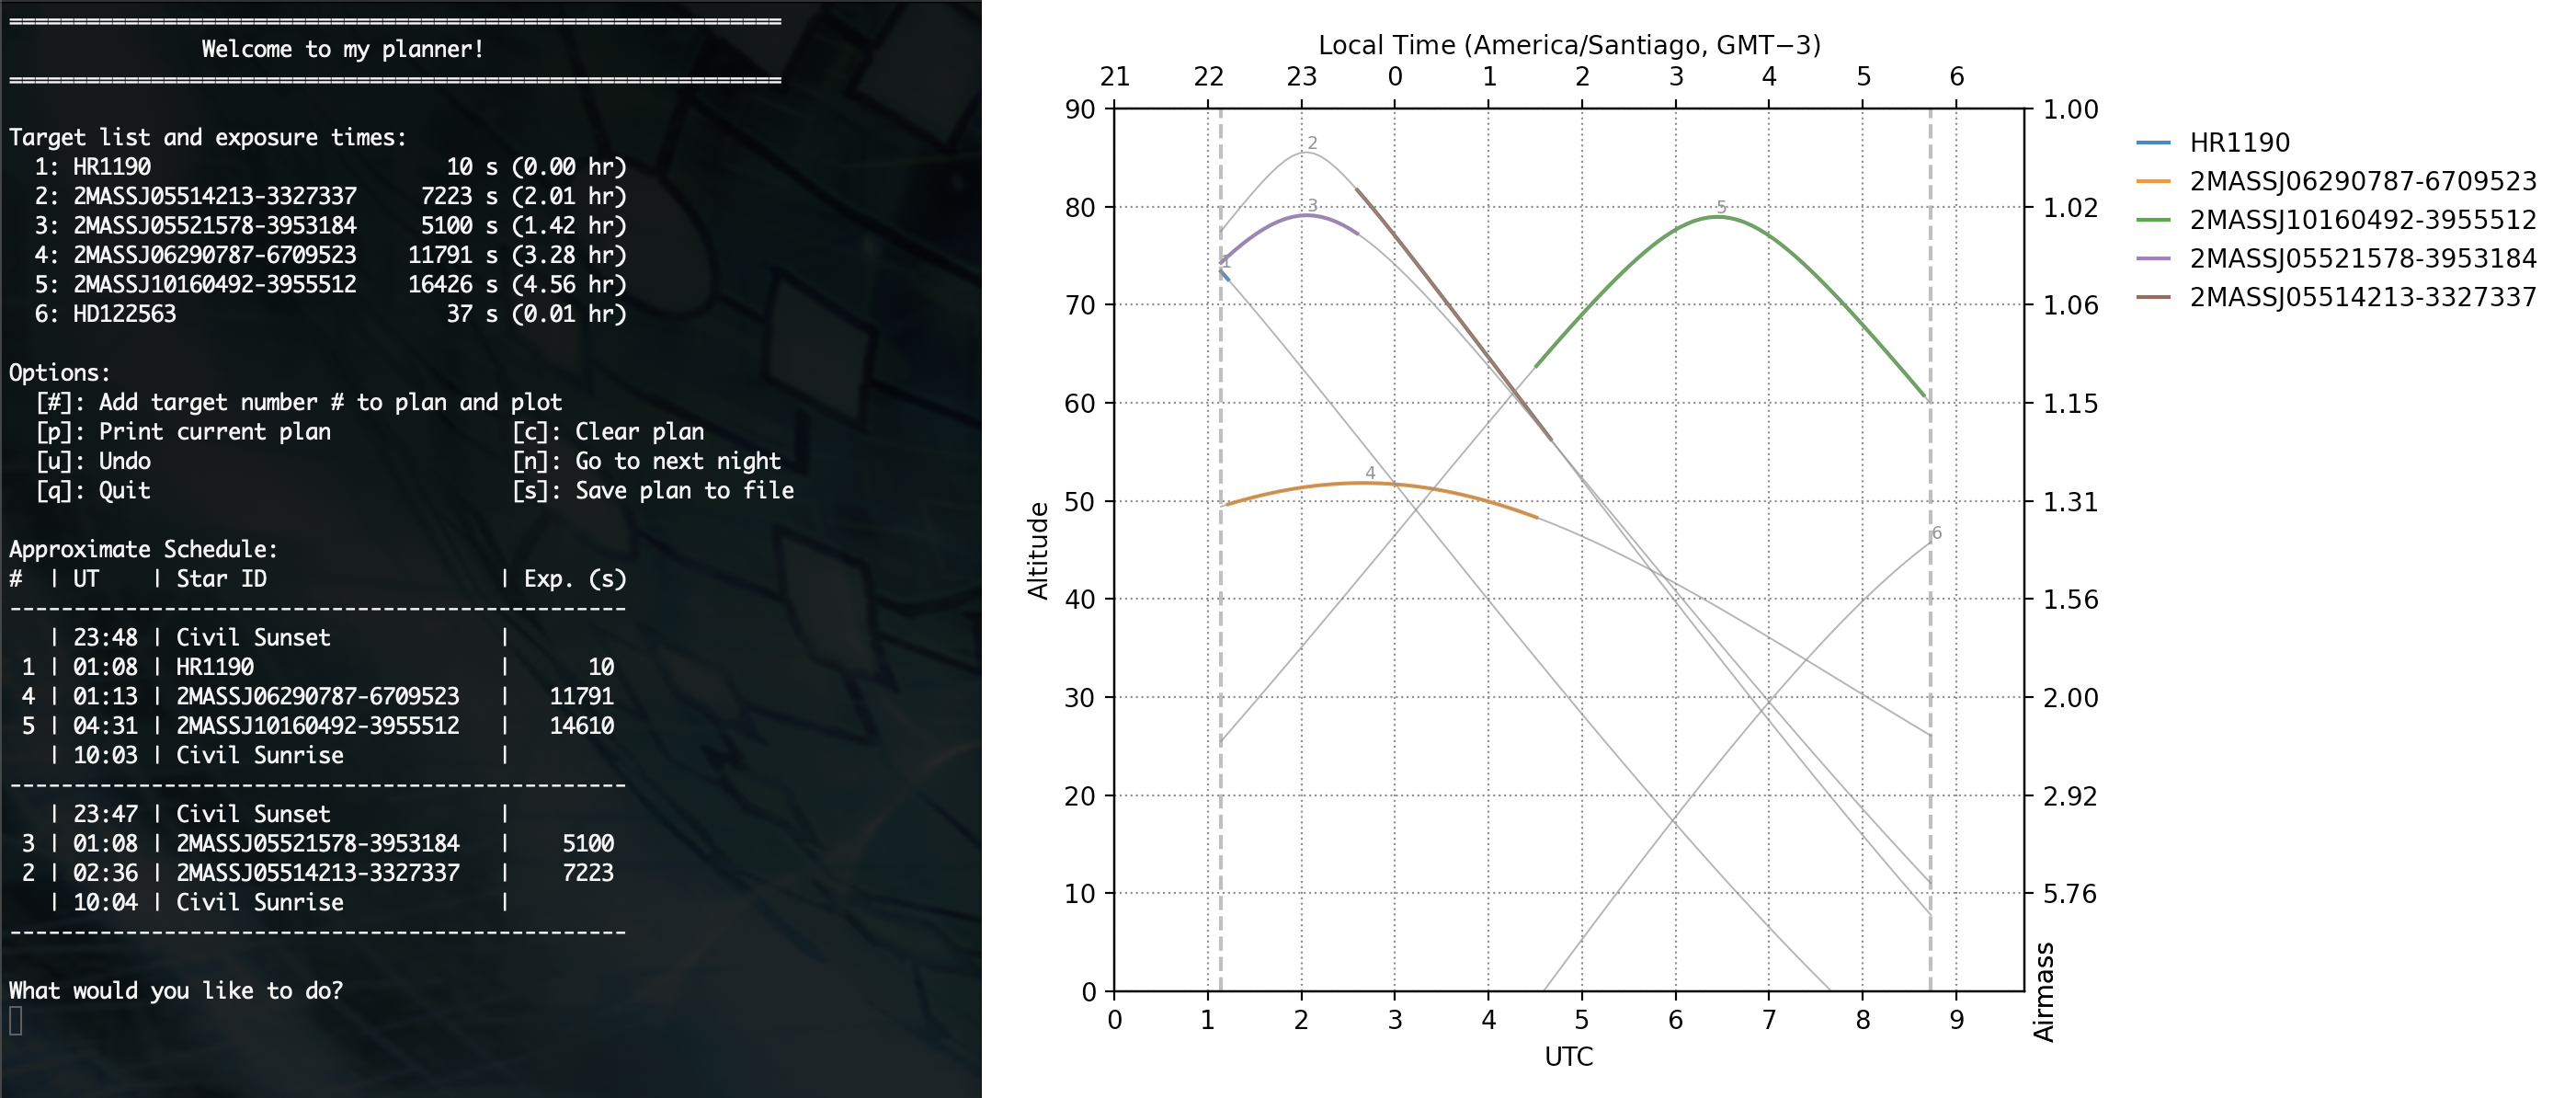 ============================================================
Welcome to my planner!
============================================================
Target list and exposure times:
1: HR1190 10 s (0.00 hr)
2: 2MASSJ05514213-3327337 7223 s (2.01 hr)
3: 2MASSJ05521578-3953184 5100 s (1.42 hr)
4: 2MASSJ06290787-6709523 11791 s (3.28 hr)
5: 2MASSJ10160492-3955512 16426 s (4.56 hr)
6: HD122563 37 s (0.01 hr)
Options:
[#]: Add target number # to plan and plot
[p]: Print current plan [c]: Clear plan
[u]: Undo [n]: Go to next night
[q]: Quit [s]: Save plan to file
Approximate Schedule:
# | UT | Star ID | Exp. (s)
------------------------------------------------
| 23:48 | Civil Sunset |
1 | 01:08 | HR1190 | 10
4 | 01:13 | 2MASSJ06290787-6709523 | 11791
5 | 04:31 | 2MASSJ10160492-3955512 | 14610
| 10:03 | Civil Sunrise |
------------------------------------------------
| 23:47 | Civil Sunset |
3 | 01:08 | 2MASSJ05521578-3953184 | 5100
2 | 02:36 | 2MASSJ05514213-3327337 | 7223
| 10:04 | Civil Sunrise |
------------------------------------------------
What would you like to do?
Local Time (America/Santiago, GMT−3)
21 22 23 0 1 2 3 4 5 6
90
80
70
60
50
40
30
20
10
0
Altitude
2
3
1
5
4
6
1.00
1.02
1.06
1.15
1.31
1.56
2.00
2.92
5.76
Airmass
0 1 2 3 4 5 6 7 8 9
UTC
HR1190
2MASSJ06290787-6709523
2MASSJ10160492-3955512
2MASSJ05521578-3953184
2MASSJ05514213-3327337